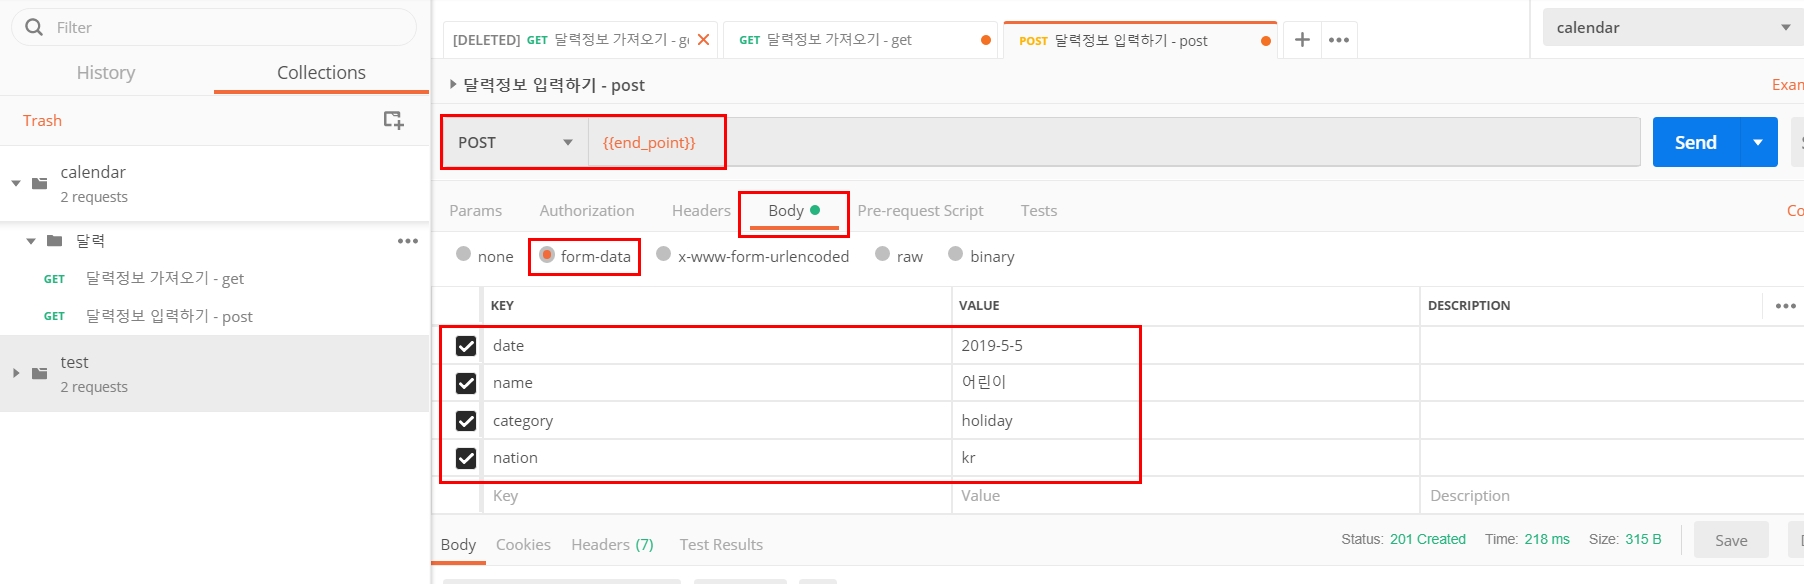 Filter
History
Collections
Trash
calendar
2 requests
달력
GET 달력정보 가져오기 - get
GET 달력정보 입력하기 - post
test
2 requests
[DELETED] GET 달력정보 가져오기 - ge
GET 달력정보 가져오기 - get
POST 달력정보 입력하기 - post
calendar
달력정보 입력하기 - post
Exam
POST {{end_point}}
Send
Params Authorization Headers Body Pre-request Script Tests
Co
none form-data x-www-form-urlencoded raw binary
KEY VALUE DESCRIPTION
date 2019-5-5
name 어린이
category holiday
nation kr
Key Value Description
Body Cookies Headers (7) Test Results
Status: 201 Created Time: 218 ms Size: 315 B
Save